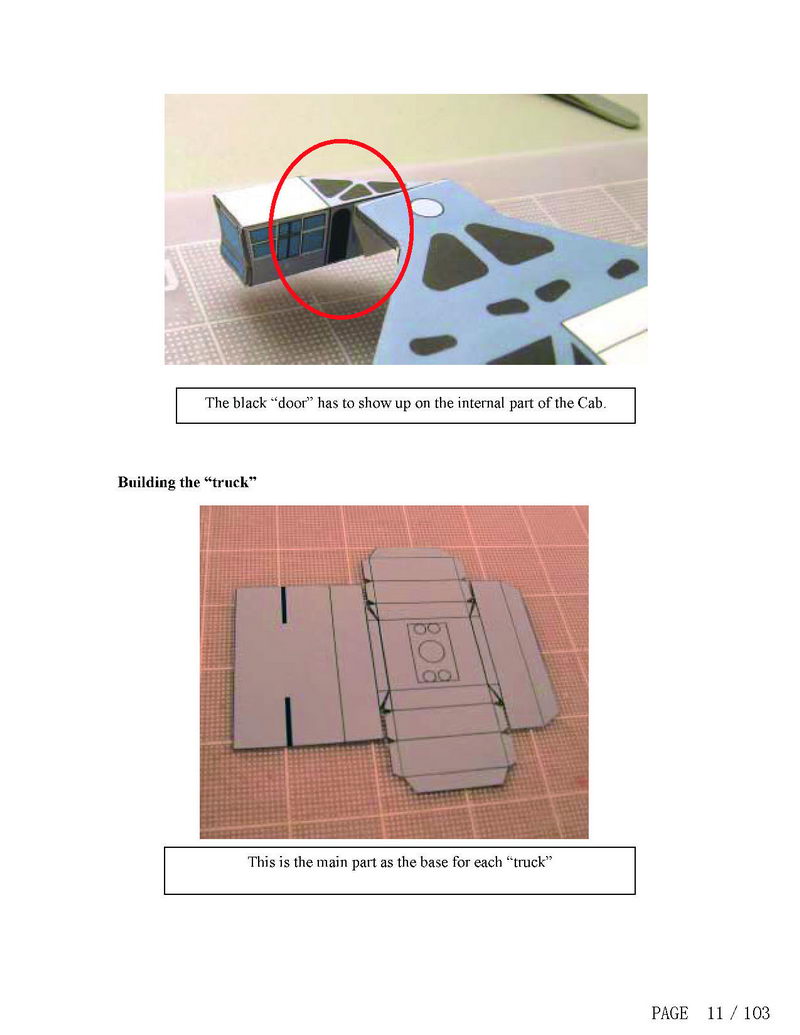 The black “door” has to show up on the internal part of the Cab.
Building the “truck”
This is the main part as the base for each “truck”
PAGE 11 / 103